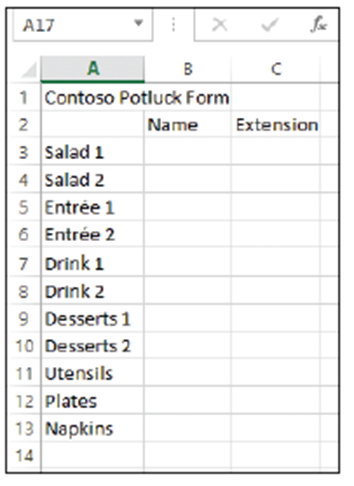 A17 fx
A B C
1 Contoso Potluck Form
2 Name Extension
3 Salad 1
4 Salad 2
5 Entrée 1
6 Entrée 2
7 Drink 1
8 Drink 2
9 Desserts 1
10 Desserts 2
11 Utensils
12 Plates
13 Napkins
14